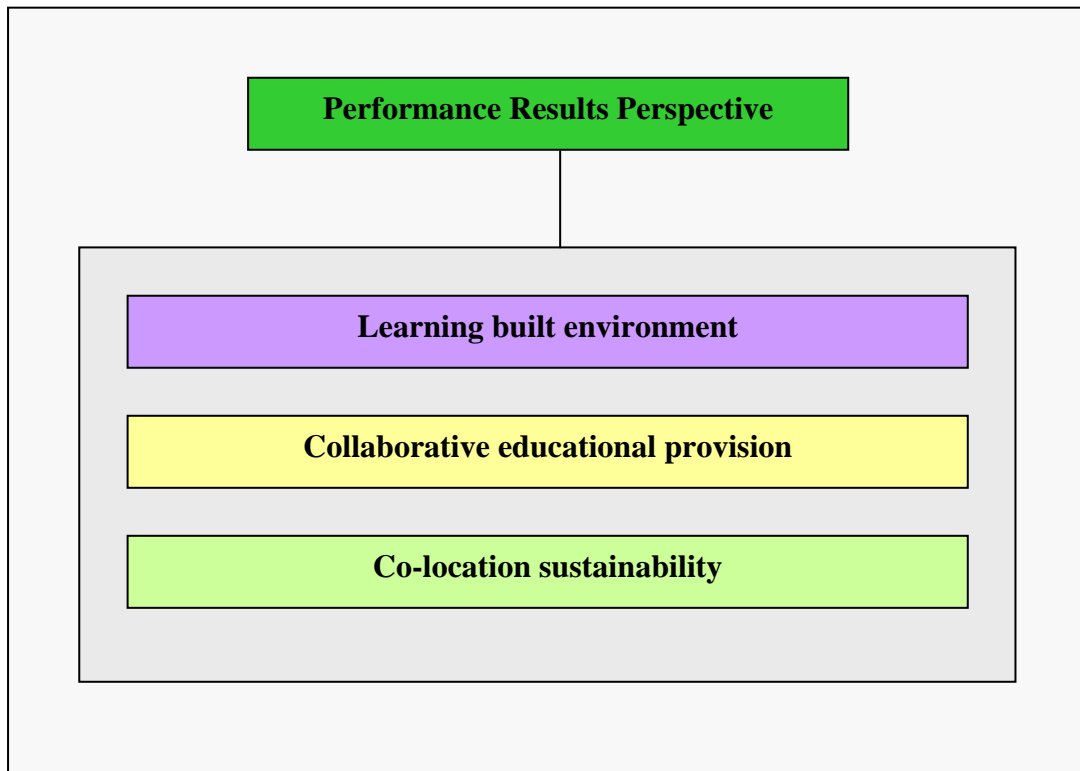 Performance Results Perspective
Learning built environment
Collaborative educational provision
Co-location sustainability